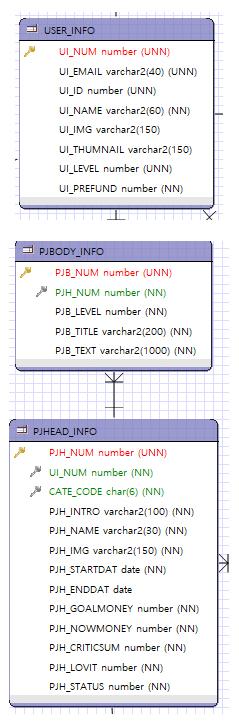 USER_INFO
UI_NUM number (UNN)
UI_EMAIL varchar2(40) (UNN)
UI_ID number (UNN)
UI_NAME varchar2(60) (NN)
UI_IMG varchar2(150)
UI_THUMNAIL varchar2(150)
UI_LEVEL number (UNN)
UI_PREFUND number (NN)
PJBODY_INFO
PJB_NUM number (UNN)
PJH_NUM number (NN)
PJB_LEVEL number (NN)
PJB_TITLE varchar2(200) (NN)
PJB_TEXT varchar2(1000) (NN)
PJHEAD_INFO
PJH_NUM number (UNN)
UI_NUM number (NN)
CATE_CODE char(6) (NN)
PJH_INTRO varchar2(100) (NN)
PJH_NAME varchar2(30) (NN)
PJH_IMG varchar2(150) (NN)
PJH_STARTDAT date (NN)
PJH_ENDDAT date
PJH_GOALMONEY number (NN)
PJH_NOWMONEY number (NN)
PJH_CRITICSUM number (NN)
PJH_LOVIT number (NN)
PJH_STATUS number (NN)